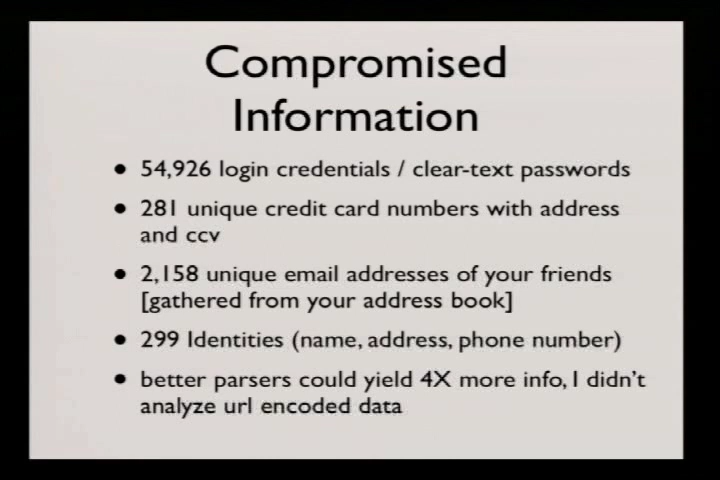 Compromised
Information
• 54,926 login credentials / clear-text passwords
• 281 unique credit card numbers with address
and ccv
• 2,158 unique email addresses of your friends
[gathered from your address book]
• 299 Identities (name, address, phone number)
• better parsers could yield 4X more info, I didn't
analyze url encoded data